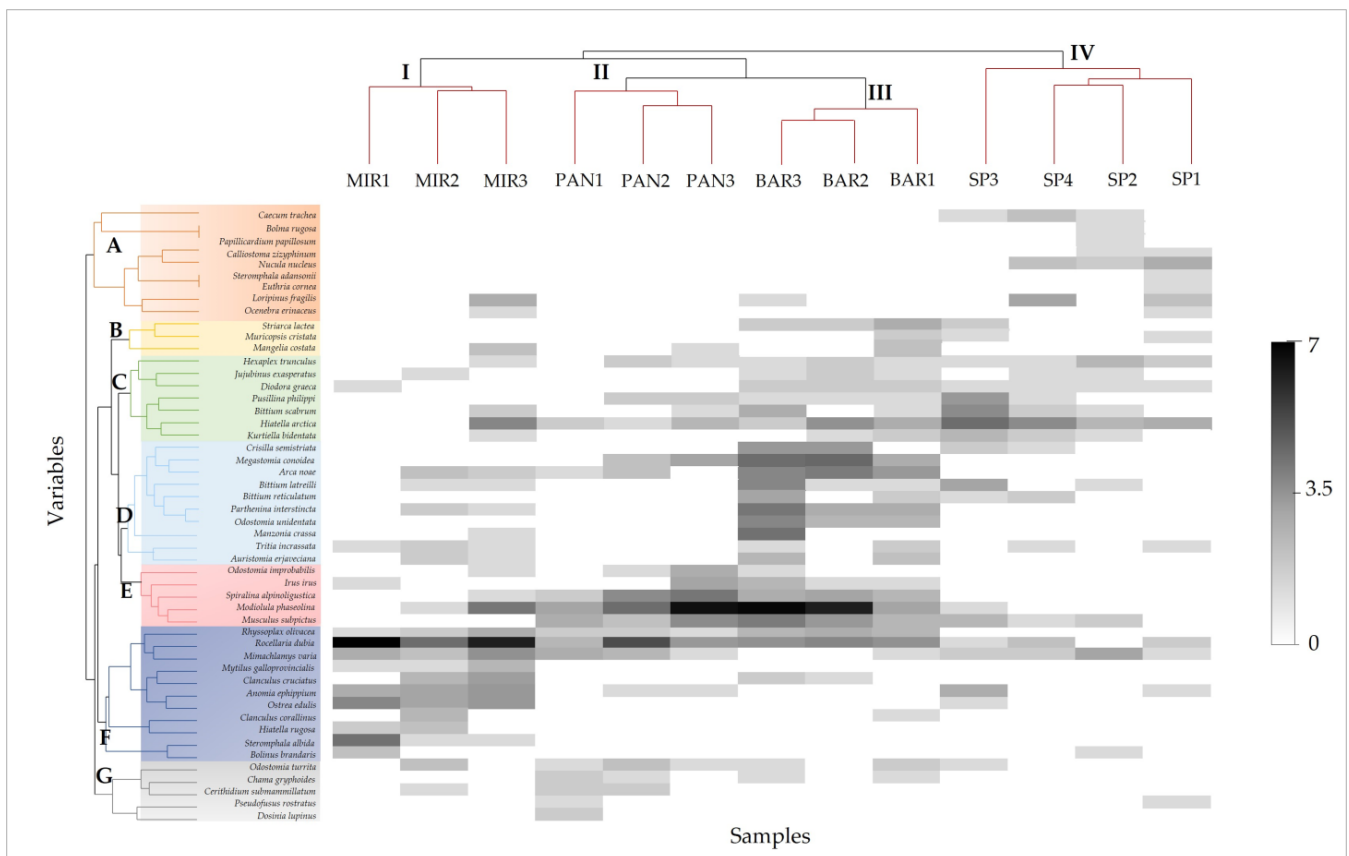 IV
I
II
III
MIR1 MIR2 MIR3 PAN1 PAN2 PAN3 BAR3 BAR2 BAR1 SP3 SP4 SP2 SP1
Variables
A
Caecum trachea
Bolma rugosa
Papillicardium papillosum
Calliostoma zizyphinum
Nucula nucleus
Steromphala adansonii
Euthria cornea
Loripinus fragilis
Ocenebra erinaceus
B
Striarca lactea
Muricopsis cristata
Mangelia costata
C
Hexaplex trunculus
Jujubinus exasperatus
Diodora graeca
Pusillina philippi
Bittium scabrum
Hiatella arctica
Kurtiella bidentata
D
Crisilla semistriata
Megastomia conoidea
Arca noae
Bittium latreilli
Bittium reticulatum
Parthenina interstincta
Odostomia unidentata
Manzonia crassa
Tritia incrassata
Auristomia erjaveciana
E
Odostomia improbabilis
Irus irus
Spiralina alpinoligustica
Modiolula phaseolina
Musculus subpictus
F
Rhyssoplax olivacea
Rocellaria dubia
Mimachlamys varia
Mytilus galloprovincialis
Clanculus cruciatus
Anomia ephippium
Ostrea edulis
Clanculus corallinus
Hiatella rugosa
Steromphala albida
Bolinus brandaris
G
Odostomia turrita
Chama gryphoides
Cerithidium submammillatum
Pseudofusus rostratus
Dosinia lupinus
7
3.5
0
Samples